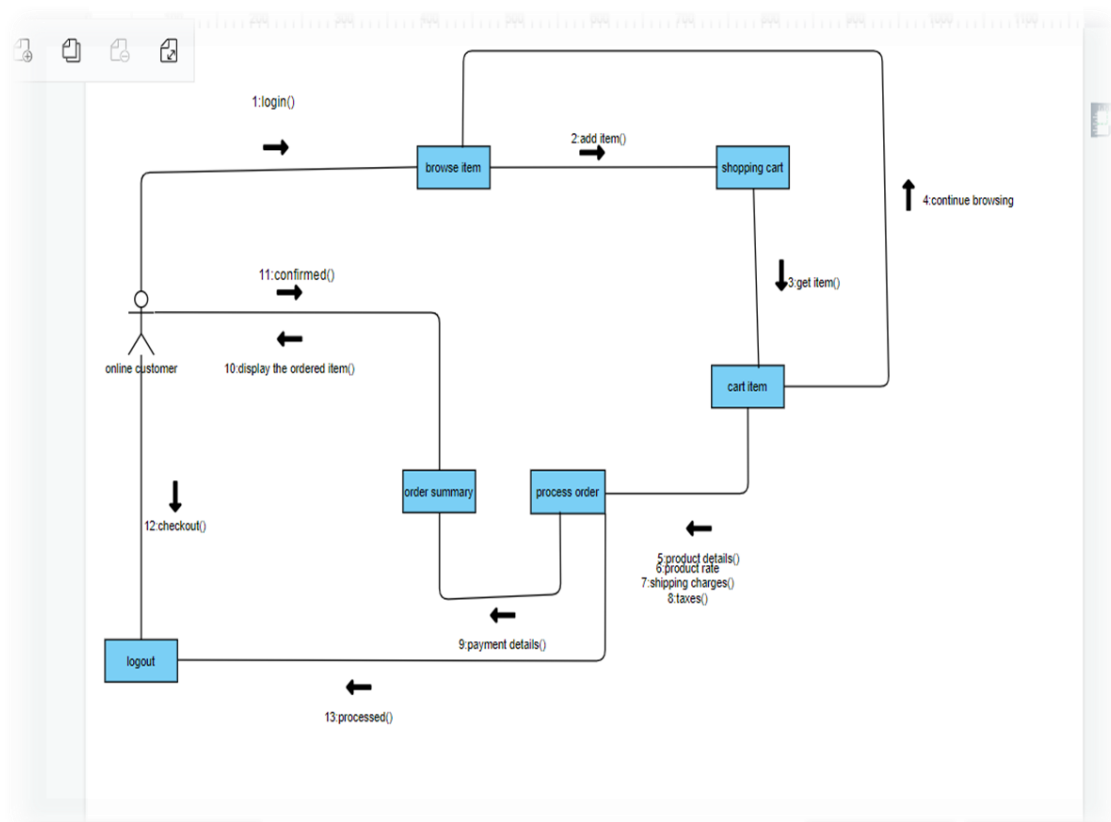 1:login()
2:add item()
browse item
shopping cart
4:continue browsing
11:confirmed()
3:get item()
online customer
10:display the ordered item()
cart item
order summary
process order
12:checkout()
5:product details()
6:product rate
7:shipping charges()
8:taxes()
9:payment details()
logout
13:processed()